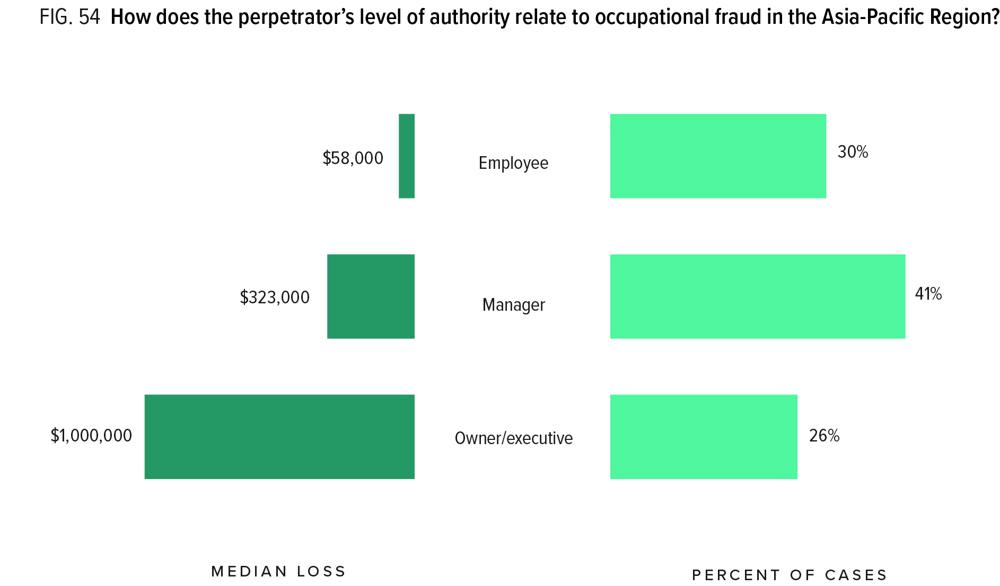 FIG. 54 How does the perpetrator’s level of authority relate to occupational fraud in the Asia-Pacific Region?
$58,000 Employee 30%
$323,000 Manager 41%
$1,000,000 Owner/executive 26%
MEDIAN LOSS PERCENT OF CASES